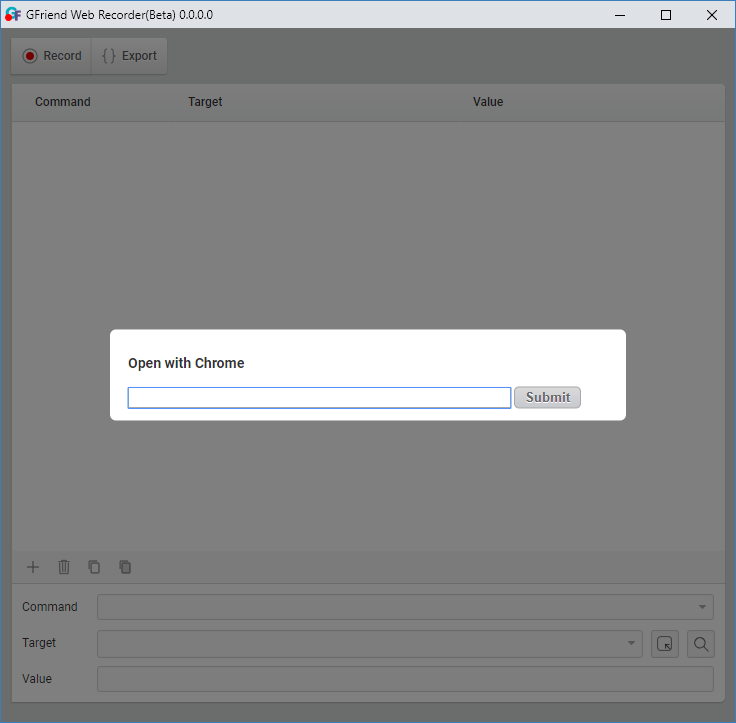 GFriend Web Recorder(Beta) 0.0.0.0
Record { } Export
Command Target Value
Open with Chrome
Submit
Command
Target
Value